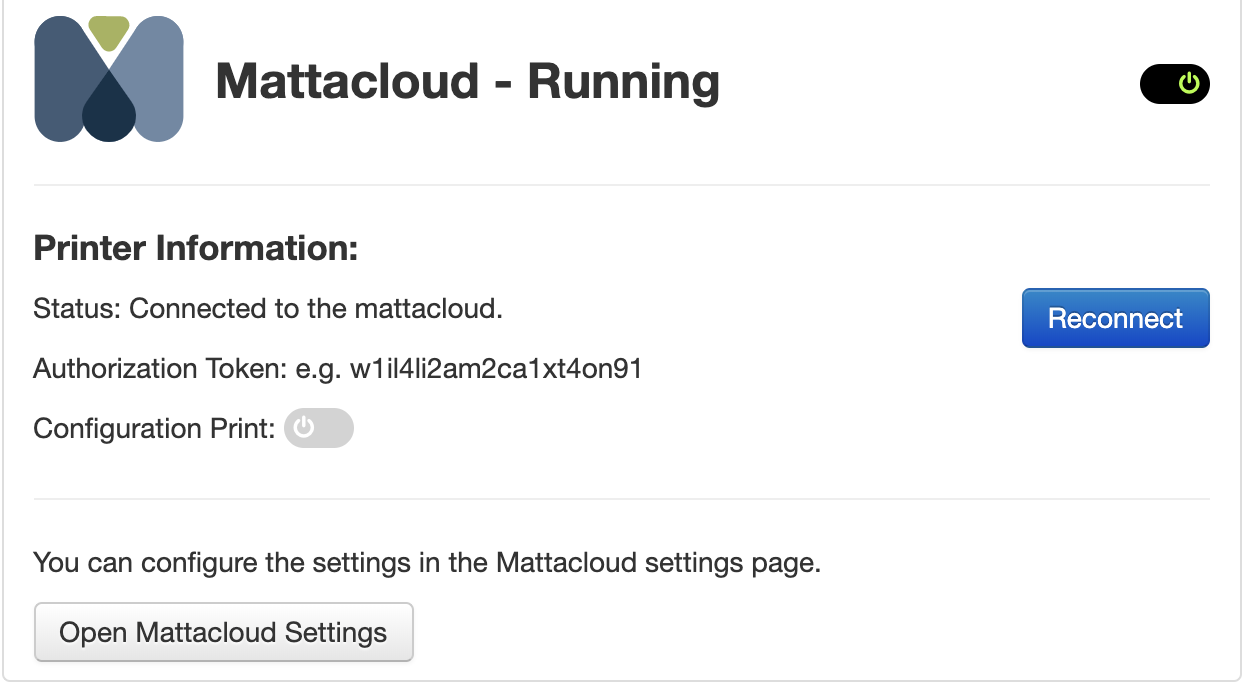 Mattacloud - Running
Printer Information:
Status: Connected to the mattacloud.
Reconnect
Authorization Token: e.g. w1il4li2am2ca1xt4on91
Configuration Print:
You can configure the settings in the Mattacloud settings page.
Open Mattacloud Settings